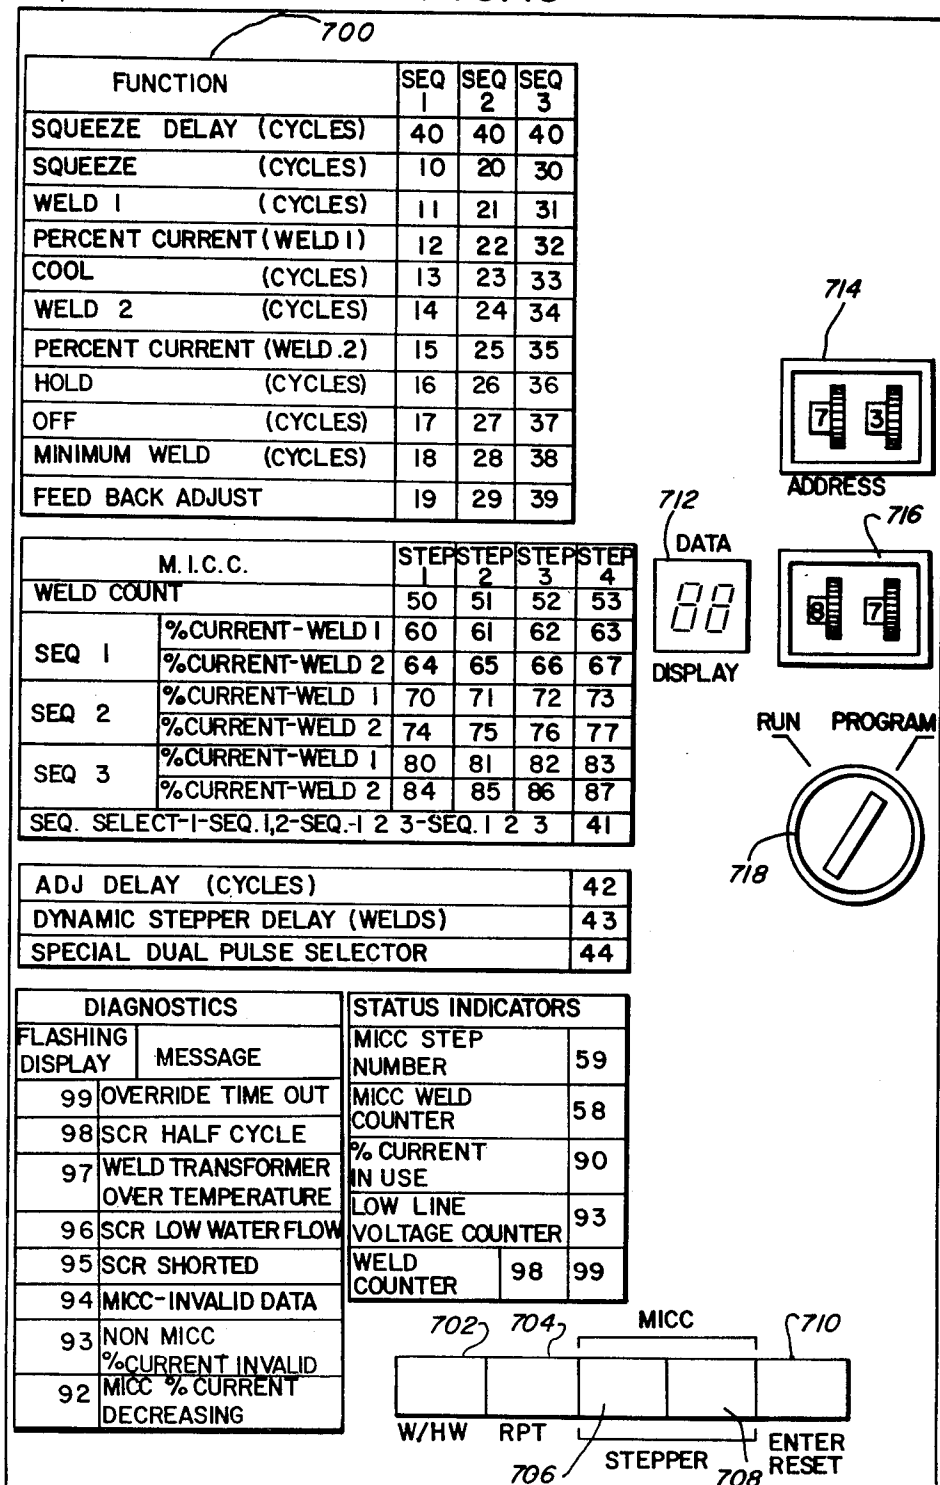 700
FUNCTION SEQ 1 SEQ 2 SEQ 3
SQUEEZE DELAY (CYCLES) 40 40 40
SQUEEZE (CYCLES) 10 20 30
WELD 1 (CYCLES) 11 21 31
PERCENT CURRENT (WELD 1) 12 22 32
COOL (CYCLES) 13 23 33
WELD 2 (CYCLES) 14 24 34
PERCENT CURRENT (WELD.2) 15 25 35
HOLD (CYCLES) 16 26 36
OFF (CYCLES) 17 27 37
MINIMUM WELD (CYCLES) 18 28 38
FEED BACK ADJUST 19 29 39
714
7 3
ADDRESS
712
716
M.I.C.C. STEP 1 STEP 2 STEP 3 STEP 4
WELD COUNT 50 51 52 53
SEQ 1 %CURRENT-WELD 1 60 61 62 63
%CURRENT-WELD 2 64 65 66 67
SEQ 2 %CURRENT-WELD 1 70 71 72 73
%CURRENT-WELD 2 74 75 76 77
SEQ 3 %CURRENT-WELD 1 80 81 82 83
%CURRENT-WELD 2 84 85 86 87
SEQ. SELECT-1-SEQ.1,2-SEQ.-1 2 3-SEQ.1 2 3 41
DATA
88
DISPLAY
8 7
RUN PROGRAM
718
ADJ DELAY (CYCLES) 42
DYNAMIC STEPPER DELAY (WELDS) 43
SPECIAL DUAL PULSE SELECTOR 44
DIAGNOSTICS
FLASHING DISPLAY MESSAGE
99 OVERRIDE TIME OUT
98 SCR HALF CYCLE
97 WELD TRANSFORMER
OVER TEMPERATURE
96 SCR LOW WATER FLOW
95 SCR SHORTED
94 MICC-INVALID DATA
93 NON MICC
%CURRENT INVALID
92 MICC % CURRENT
DECREASING
STATUS INDICATORS
MICC STEP
NUMBER 59
MICC WELD
COUNTER 58
% CURRENT
IN USE 90
LOW LINE
VOLTAGE COUNTER 93
WELD
COUNTER 98 99
702 704 MICC 710
W/HW RPT STEPPER ENTER
RESET
706 708